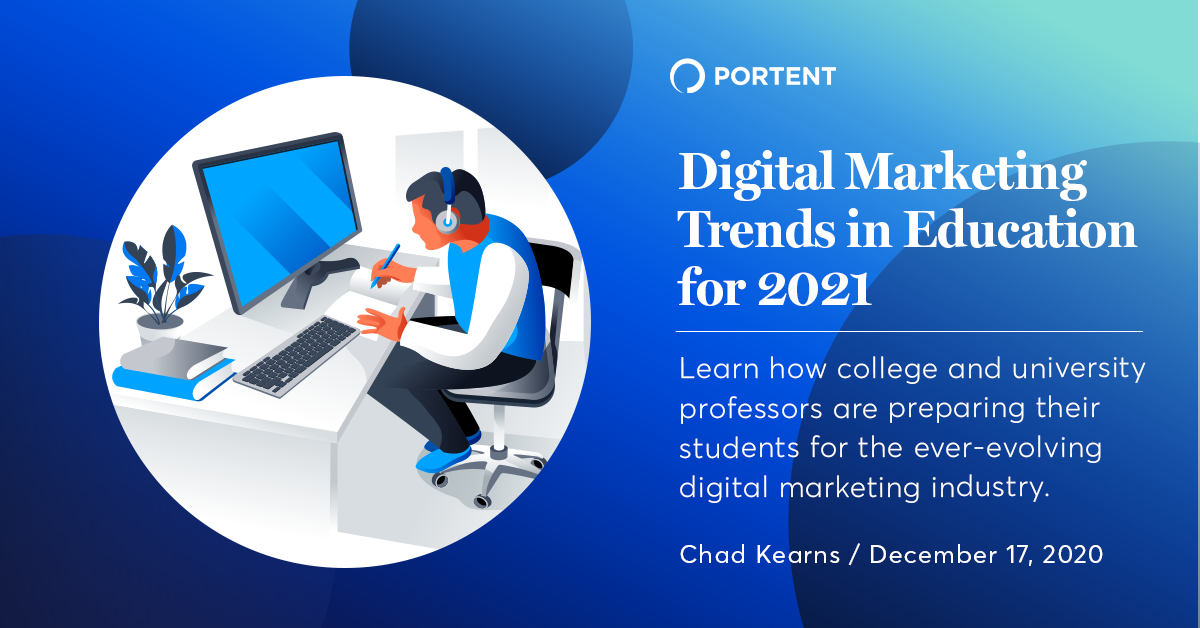 PORTENT
Digital Marketing
Trends in Education
for 2021
Learn how college and university
professors are preparing their
students for the ever-evolving
digital marketing industry.
Chad Kearns / December 17, 2020